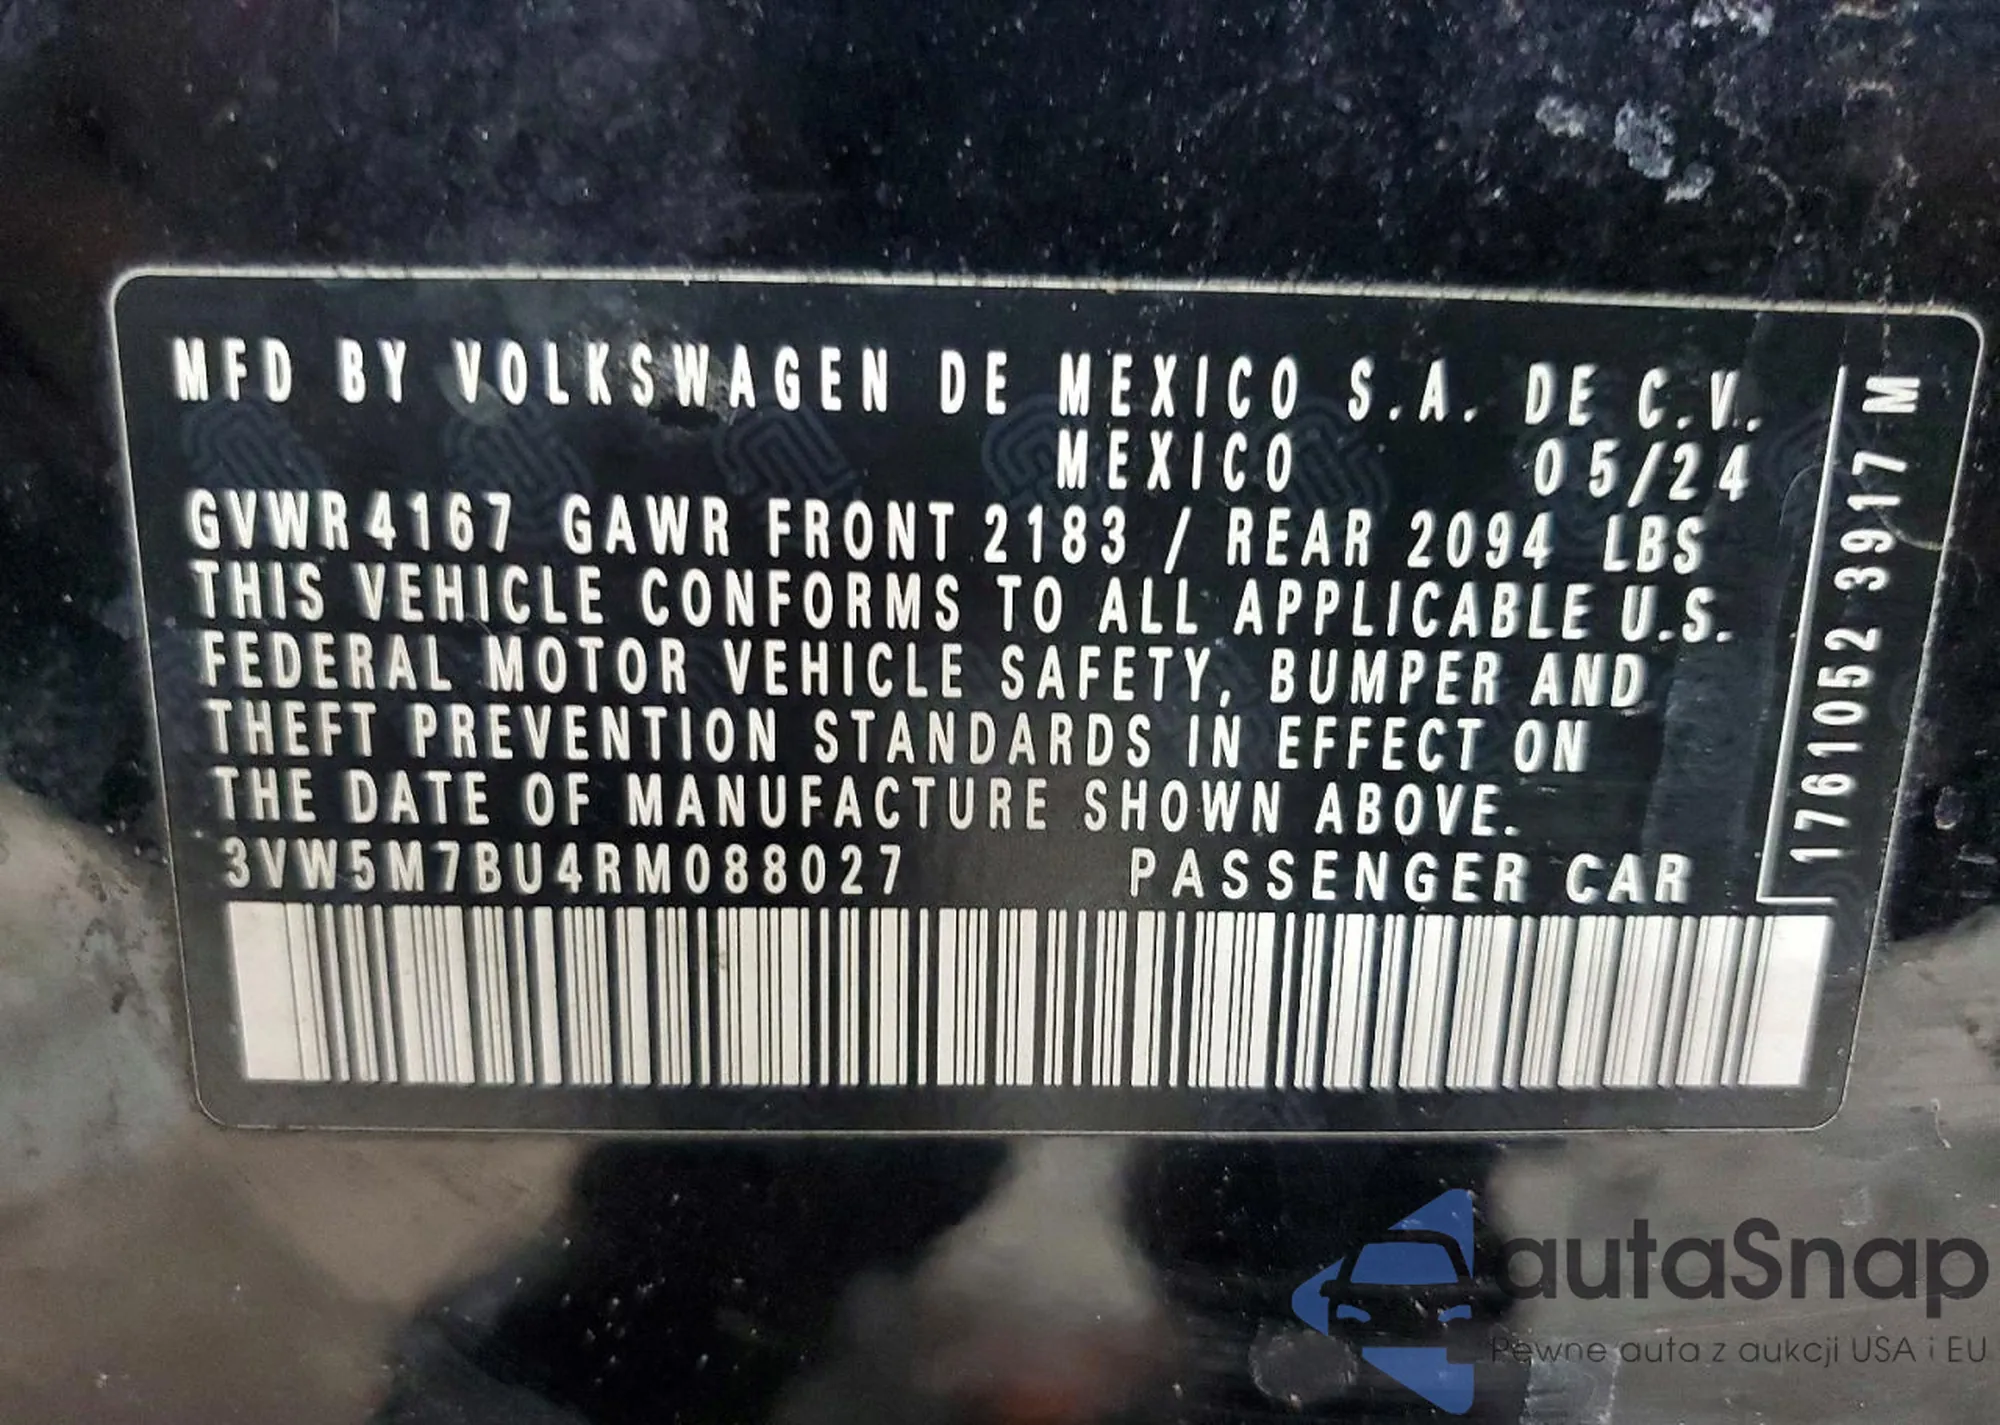 MFD BY VOLKSWAGEN DE MEXICO S.A. DE C.V.
MEXICO 05/24
GVWR 4167 GAWR FRONT 2183 / REAR 2094 LBS
THIS VEHICLE CONFORMS TO ALL APPLICABLE U.S.
FEDERAL MOTOR VEHICLE SAFETY, BUMPER AND
THEFT PREVENTION STANDARDS IN EFFECT ON
THE DATE OF MANUFACTURE SHOWN ABOVE.
3VW5M7BU4RM088027 PASSENGER CAR
1761052 3917 M
autoSnap
Pewne auta z aukcji USA i EU